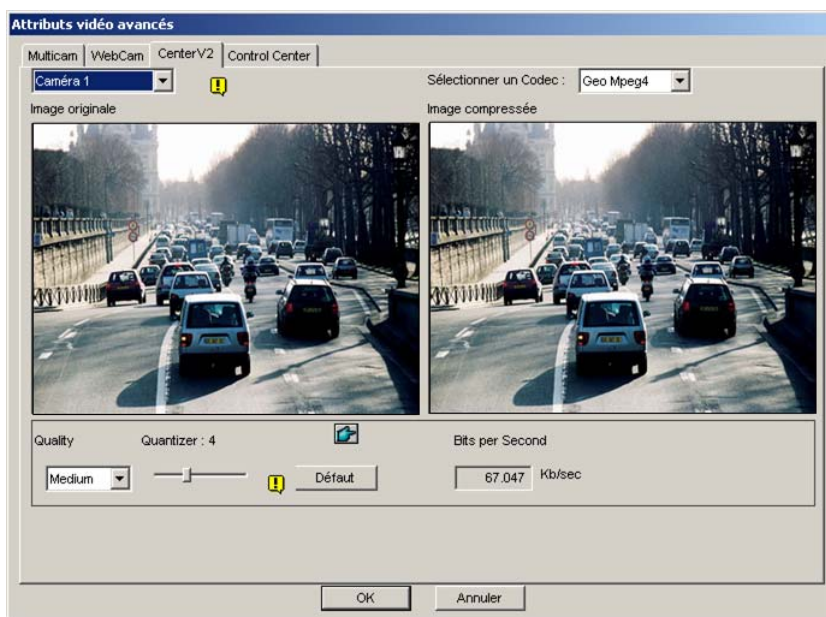 Attributs vidéo avancés
Multicam WebCam CenterV2 Control Center
Caméra 1 Sélectionner un Codec : Geo Mpeg4
Image originale Image compressée
Quality Quantizer : 4 Bits per Second
Medium Défaut 67.047 Kb/sec
OK Annuler